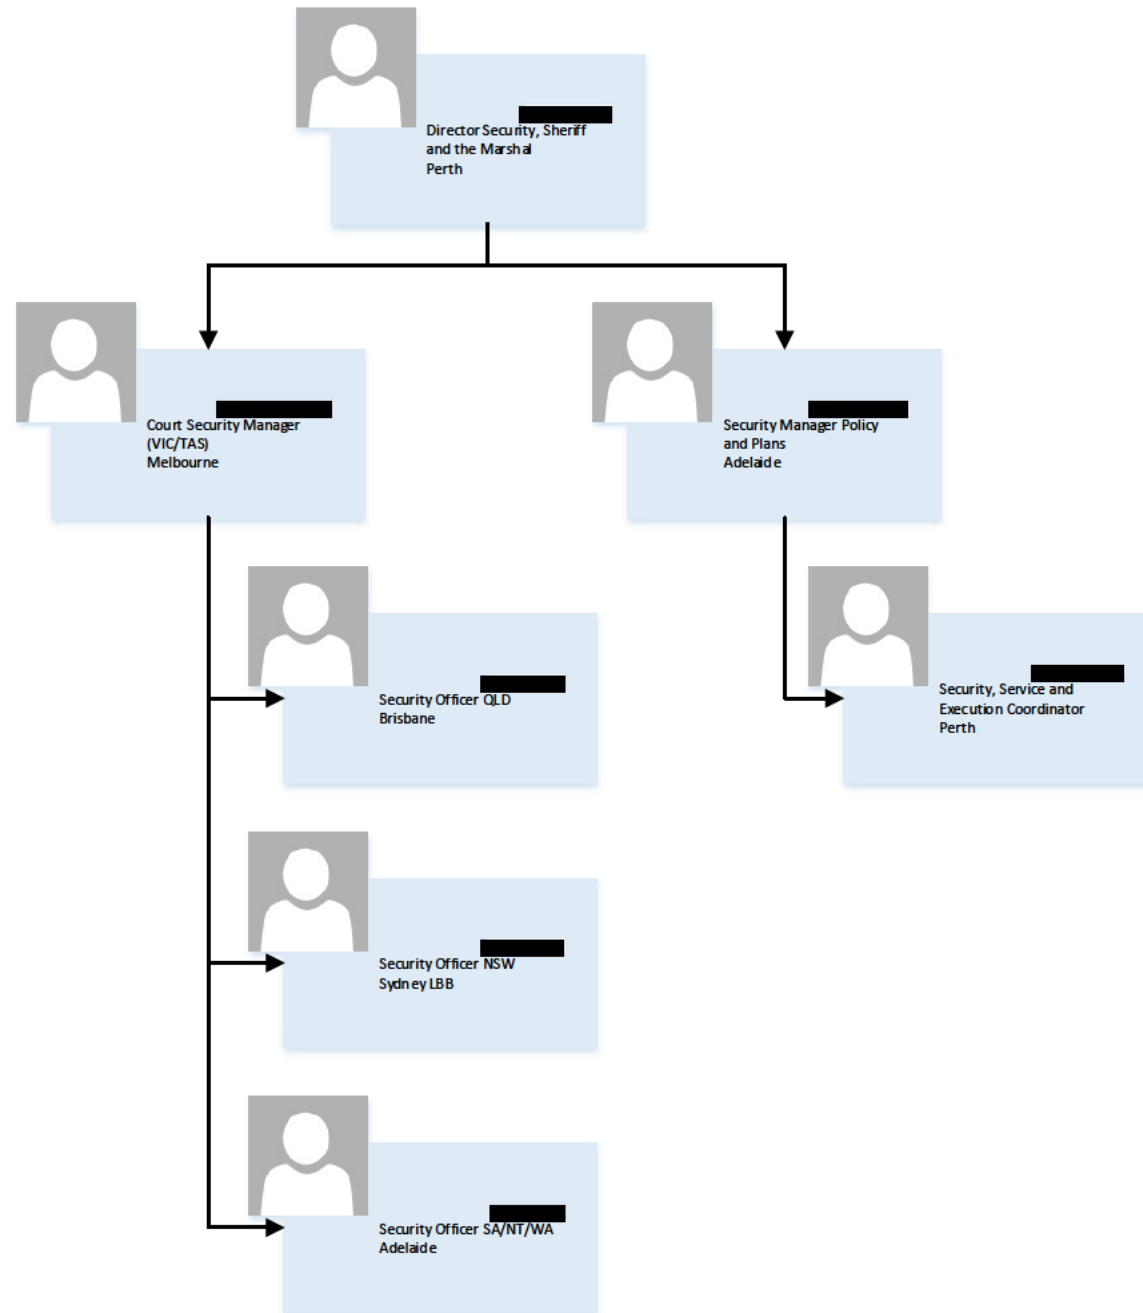 Director Security, Sheriff
and the Marshal
Perth
Court Security Manager
(VIC/TAS)
Melbourne
Security Manager Policy
and Plans
Adelaide
Security Officer QLD
Brisbane
Security, Service and
Execution Coordinator
Perth
Security Officer NSW
Sydney LBB
Security Officer SA/NT/WA
Adelaide